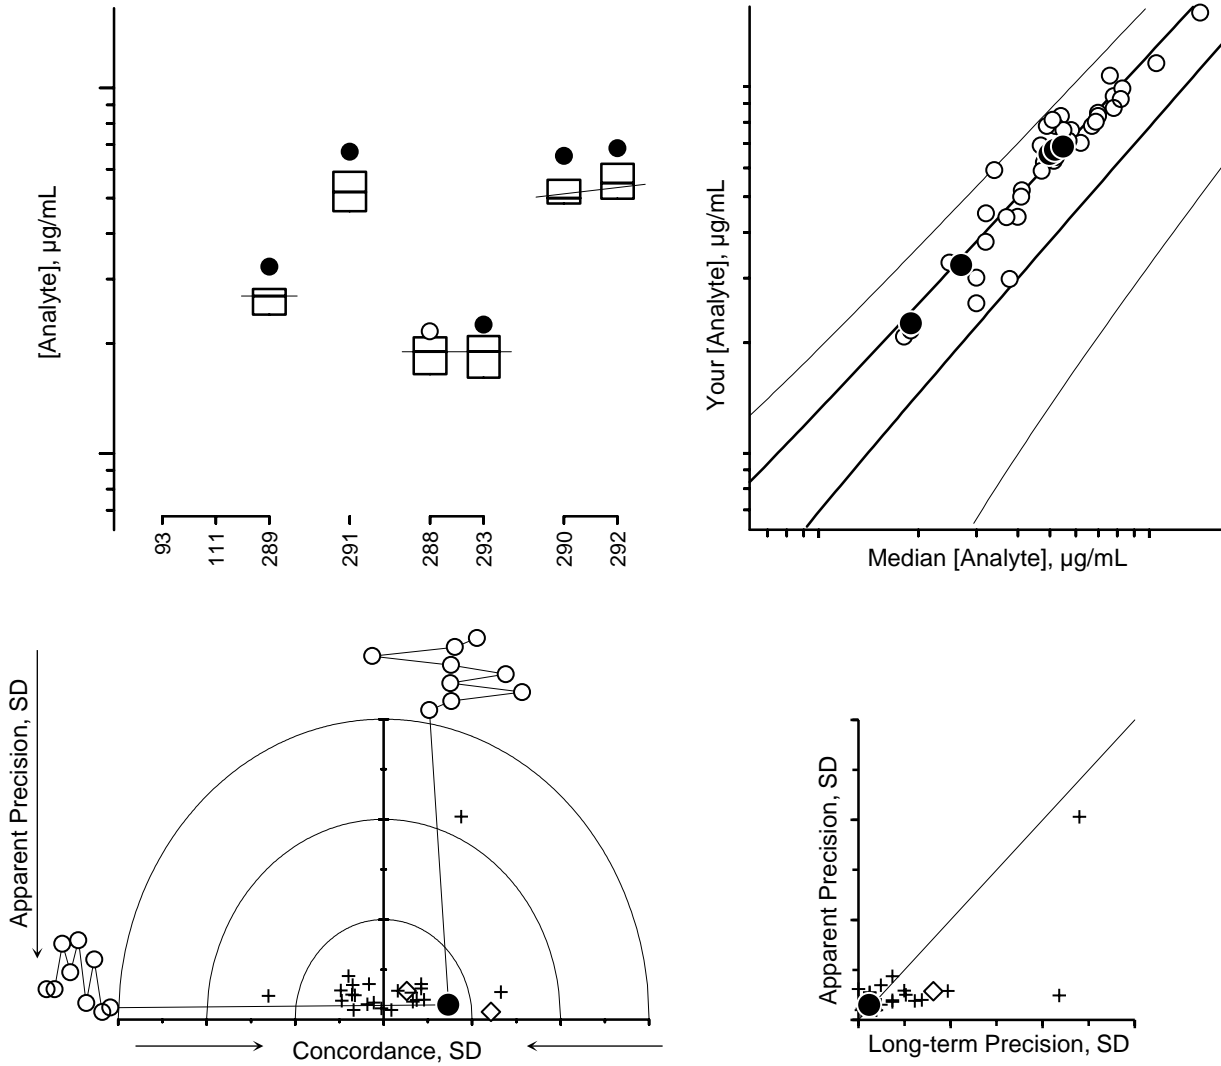 [Analyte], µg/mL
93
111
289
291
288
293
290
292
Your [Analyte], µg/mL
Median [Analyte], µg/mL
Apparent Precision, SD
Concordance, SD
Apparent Precision, SD
Long-term Precision, SD